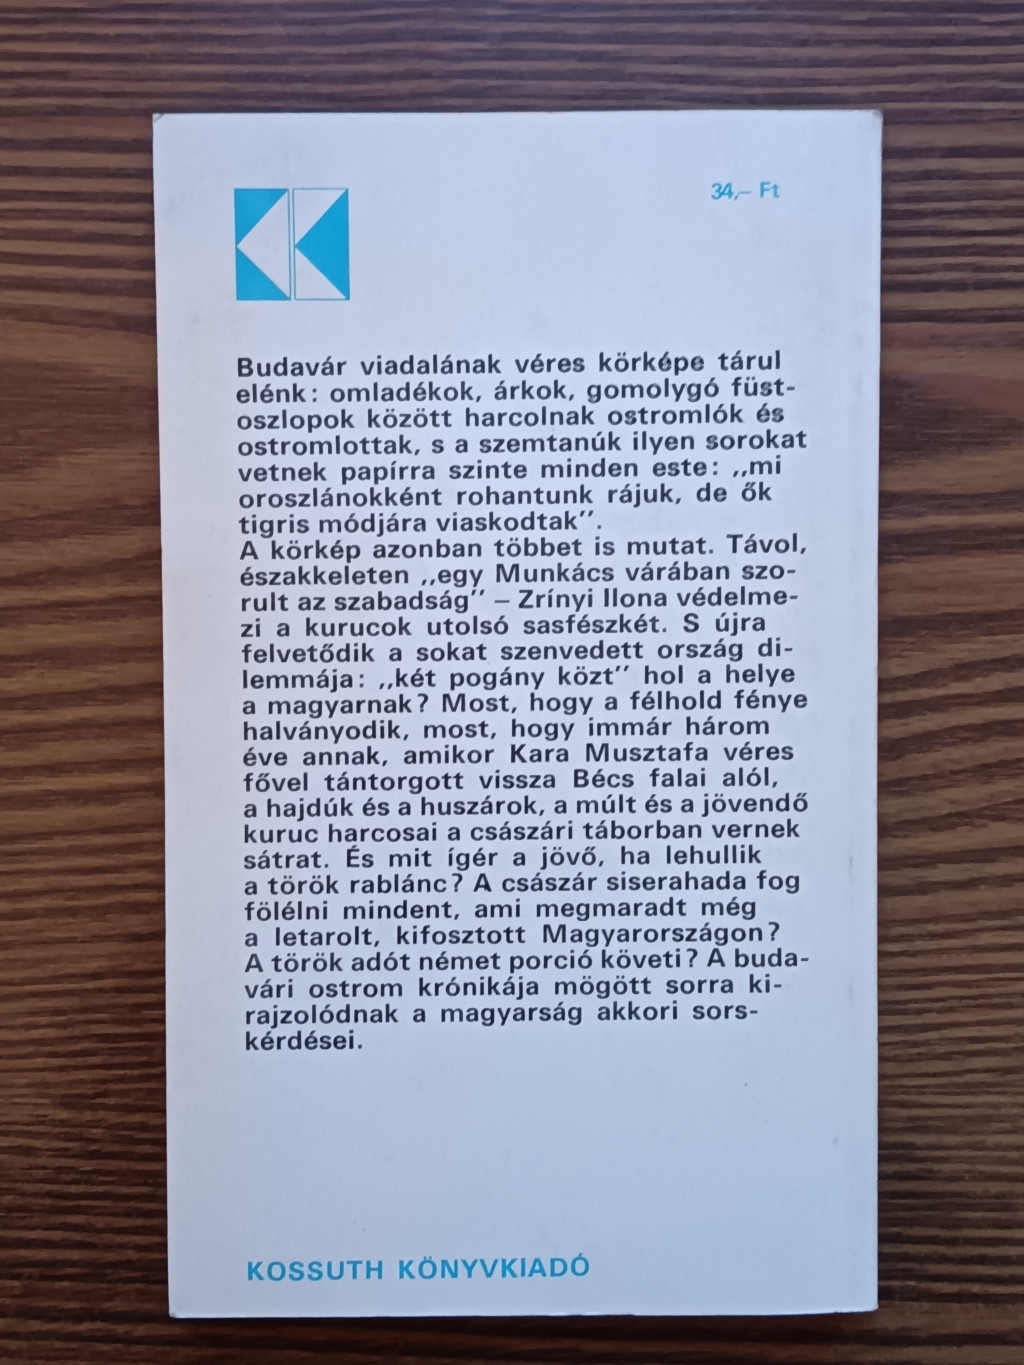 34,– Ft
Budavár viadalának véres körképe tárul
elénk: omladékok, árkok, gomolygó füst-
oszlopok között harcolnak ostromlók és
ostromlottak, s a szemtanúk ilyen sorokat
vetnek papírra szinte minden este: „mi
oroszlánokként rohantunk rájuk, de ők
tigris módjára viaskodtak”.
A körkép azonban többet is mutat. Távol,
északkeleten „egy Munkács várában szo-
rult az szabadság” – Zrínyi Ilona védelme-
zi a kurucok utolsó sasfészkét. S újra
felvetődik a sokat szenvedett ország di-
lemmája: „két pogány közt” hol a helye
a magyarnak? Most, hogy a félhold fénye
halványodik, most, hogy immár három
éve annak, amikor Kara Musztafa véres
fővel tántorgott vissza Bécs falai alól,
a hajdúk és a huszárok, a múlt és a jövendő
kuruc harcosai a császári táborban vernek
sátrat. És mit ígér a jövő, ha lehullik
a török rablánc? A császár siserahada fog
fölélni mindent, ami megmaradt még
a letarolt, kifosztott Magyarországon?
A török adót német porció követi? A buda-
vári ostrom krónikája mögött sorra ki-
rajzolódnak a magyarság akkori sors-
kérdései.
KOSSUTH KÖNYVKIADÓ